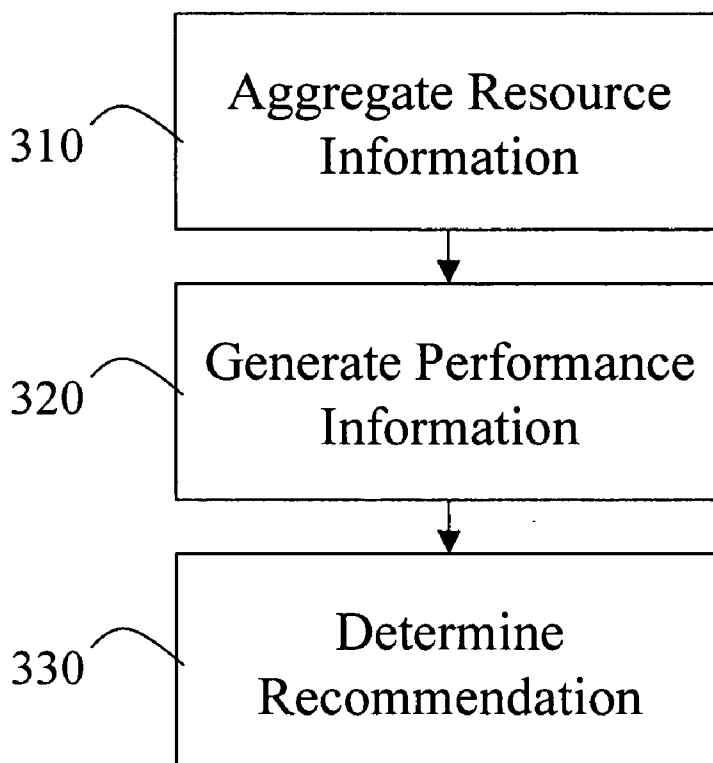 310
Aggregate Resource
Information
320
Generate Performance
Information
330
Determine
Recommendation